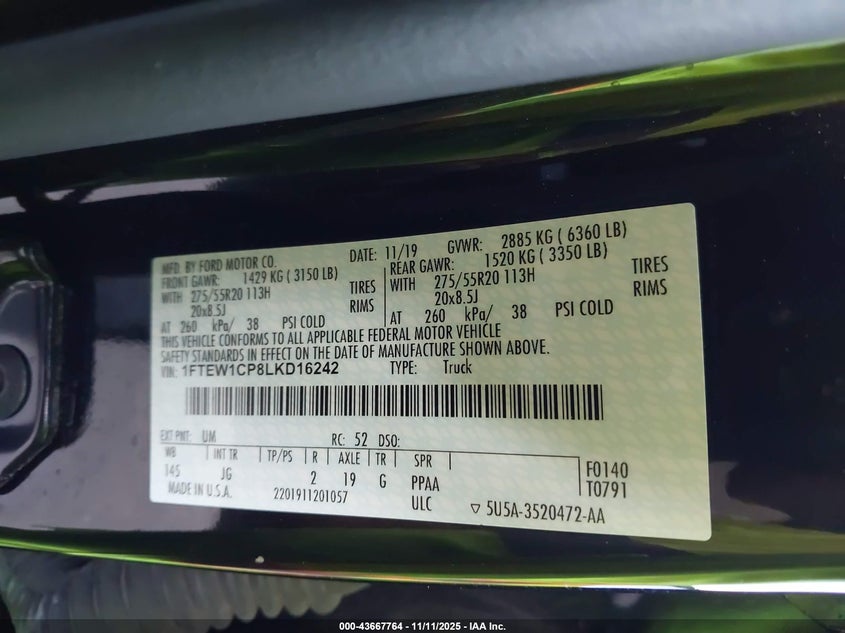 MFD. BY FORD MOTOR CO. DATE: 11/19 GVWR: 2885 KG ( 6360 LB)
FRONT GAWR: 1429 KG ( 3150 LB) REAR GAWR: 1520 KG ( 3350 LB)
WITH 275/55R20 113H TIRES WITH 275/55R20 113H TIRES
20x8.5J RIMS 20x8.5J RIMS
AT 260 kPa/ 38 PSI COLD AT 260 kPa/ 38 PSI COLD
THIS VEHICLE CONFORMS TO ALL APPLICABLE FEDERAL MOTOR VEHICLE
SAFETY STANDARDS IN EFFECT ON THE DATE OF MANUFACTURE SHOWN ABOVE.
VIN: 1FTEW1CP8LKD16242 TYPE: Truck
EXT PNT: UM RC: 52 DSO:
WB INT TR TP/PS R AXLE TR SPR
145 JG 2 19 G PPAA F0140
MADE IN U.S.A. 2201911201057 ULC T0791
5U5A-3520472-AA
000-43667764 - 11/11/2025 - IAA Inc.